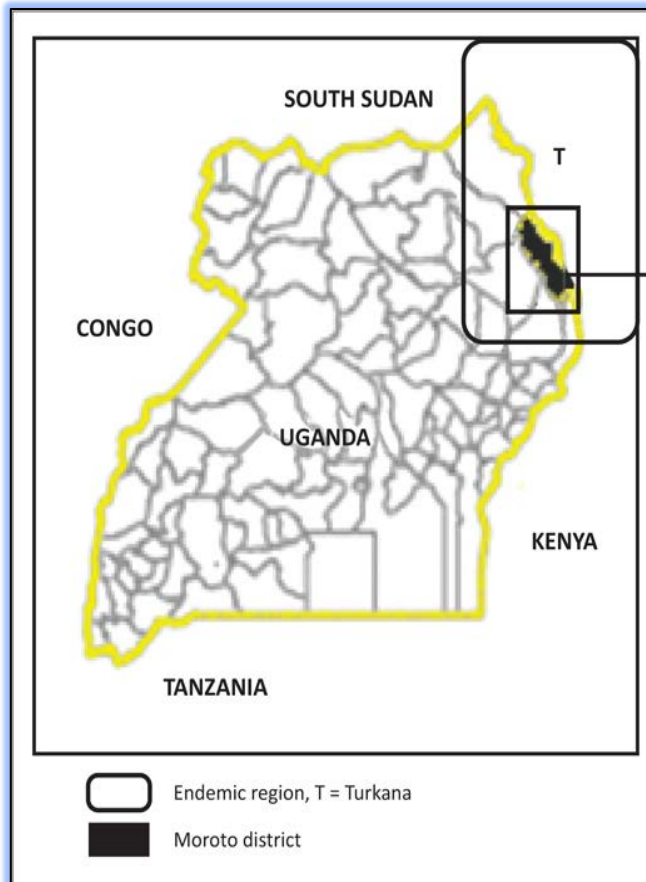 SOUTH SUDAN
T
CONGO
UGANDA
KENYA
TANZANIA
Endemic region, T = Turkana
Moroto district